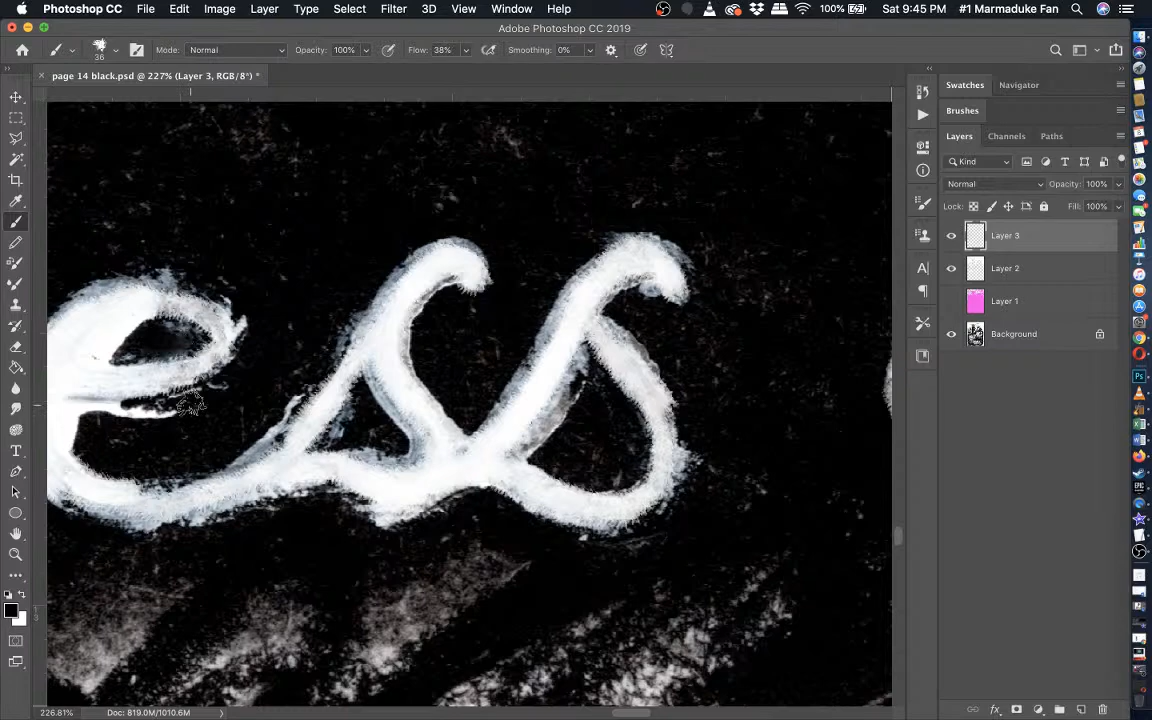 Photoshop CC File Edit Image Layer Type Select Filter 3D View Window Help 100% Sat 9:45 PM #1 Marmaduke Fan
Adobe Photoshop CC 2019
36 Mode: Normal Opacity: 100% Flow: 38% Smoothing: 0%
× page 14 black.psd @ 227% (Layer 3, RGB/8*) *
Swatches Navigator
Brushes
Layers Channels Paths
Kind
Normal Opacity: 100%
Lock: Fill: 100%
Layer 3
Layer 2
Layer 1
Background
ess
226.81% Doc: 819.0M/1010.6M